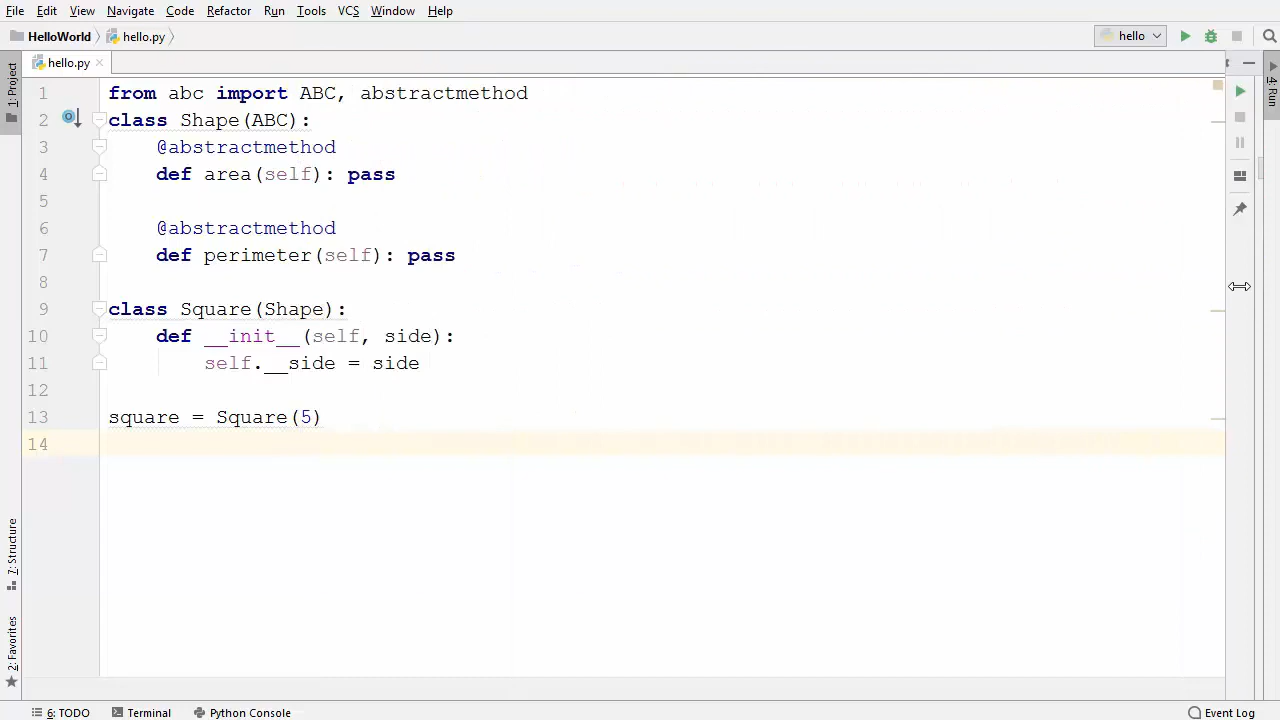 File Edit View Navigate Code Refactor Run Tools VCS Window Help
HelloWorld hello.py hello
hello.py
1: Project
4: Run
1 from abc import ABC, abstractmethod
2 class Shape(ABC):
3 @abstractmethod
4 def area(self): pass
5
6 @abstractmethod
7 def perimeter(self): pass
8
9 class Square(Shape):
10 def __init__(self, side):
11 self.__side = side
12
13 square = Square(5)
14
7: Structure
2: Favorites
6: TODO Terminal Python Console Event Log